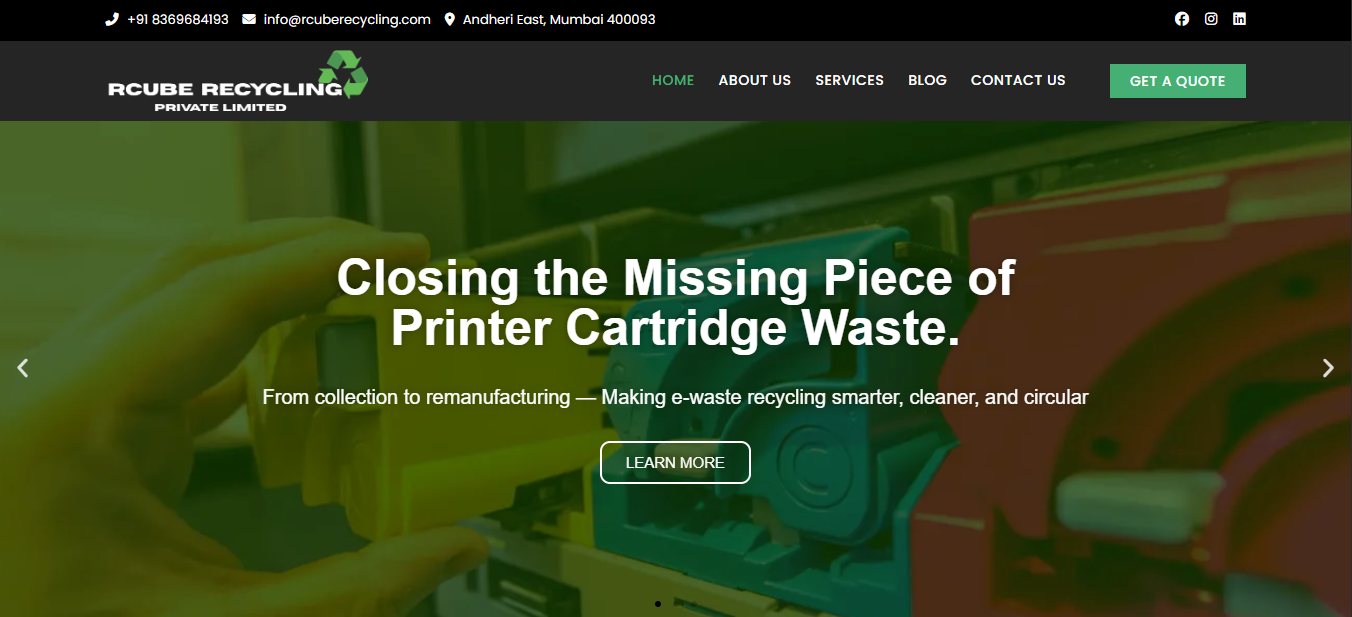 +91 8369684193 info@rcuberecycling.com Andheri East, Mumbai 400093
RCUBE RECYCLING
PRIVATE LIMITED
HOME ABOUT US SERVICES BLOG CONTACT US GET A QUOTE
Closing the Missing Piece of
Printer Cartridge Waste.
From collection to remanufacturing — Making e-waste recycling smarter, cleaner, and circular
LEARN MORE